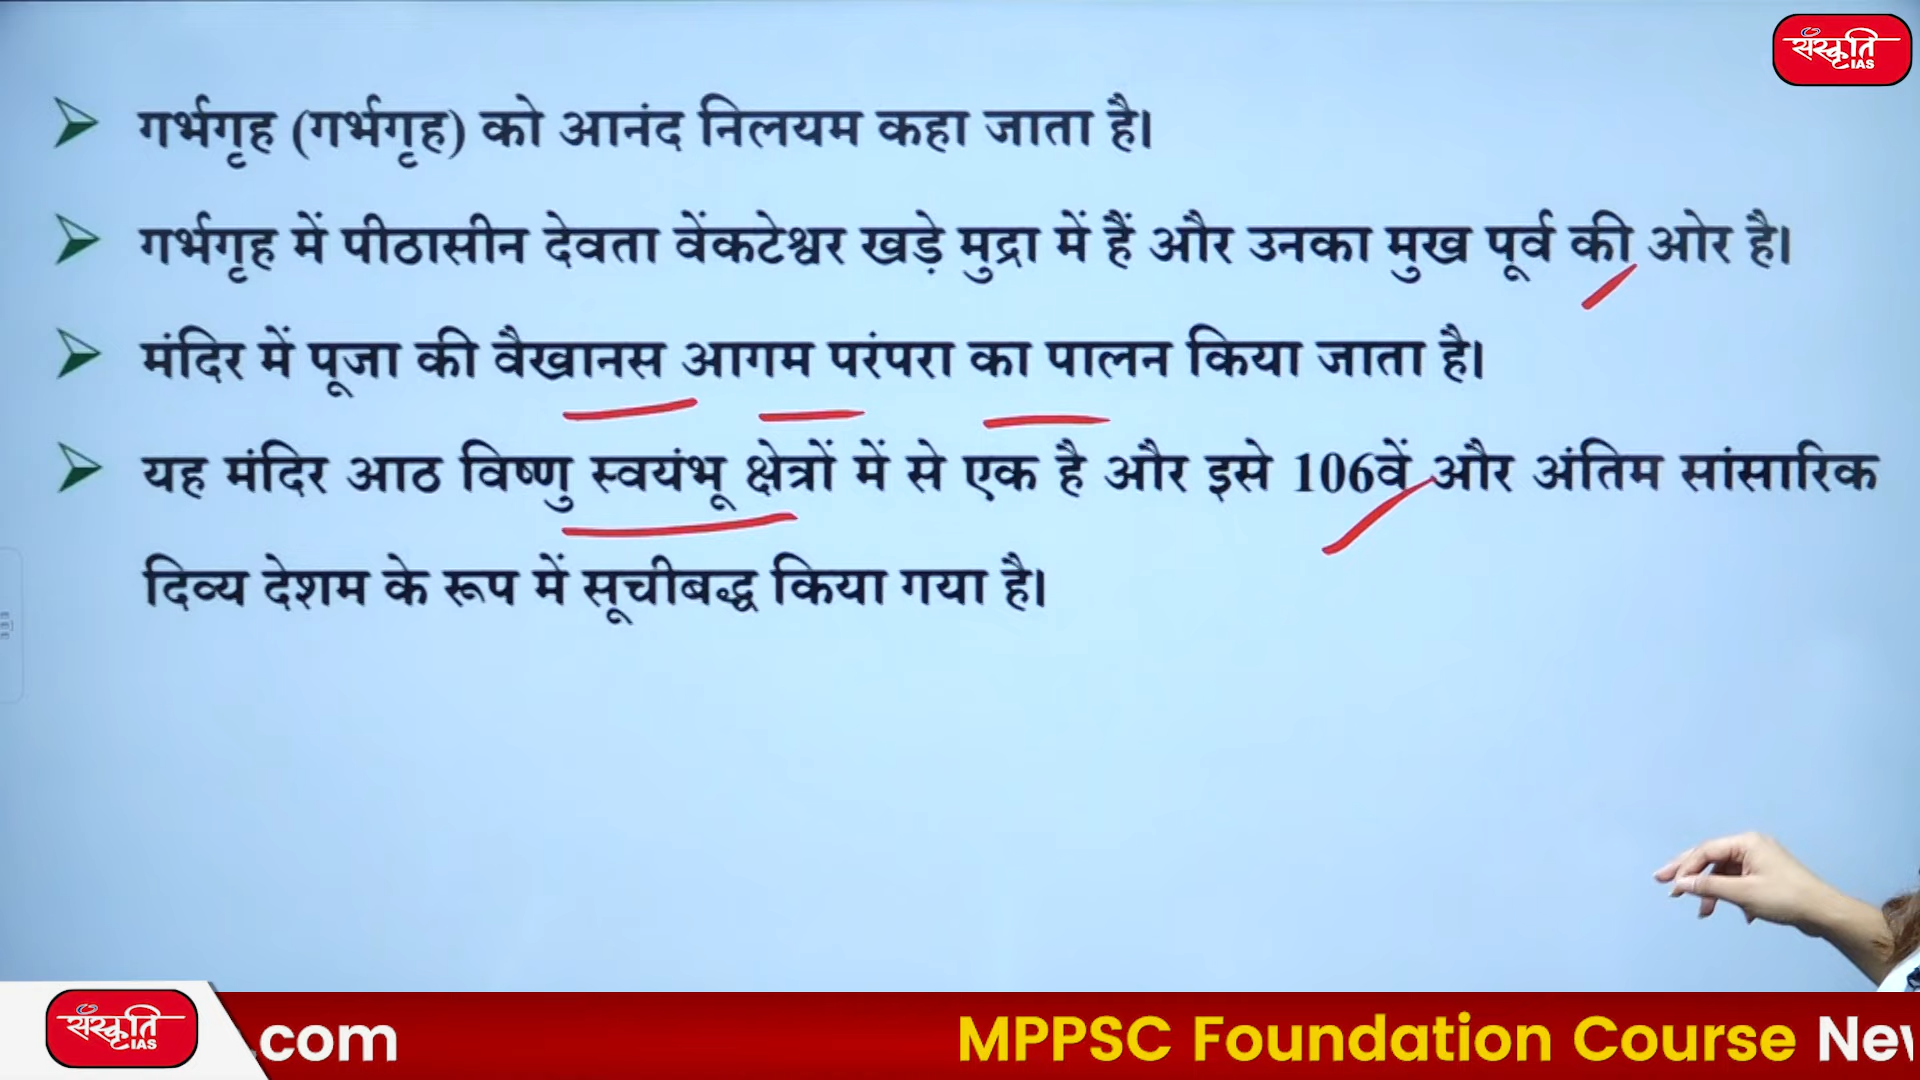 संस्कृति
IAS
गर्भगृह (गर्भगृह) को आनंद निलयम कहा जाता है।
गर्भगृह में पीठासीन देवता वेंकटेश्वर खड़े मुद्रा में हैं और उनका मुख पूर्व की ओर है।
मंदिर में पूजा की वैखानस आगम परंपरा का पालन किया जाता है।
यह मंदिर आठ विष्णु स्वयंभू क्षेत्रों में से एक है और इसे 106वें और अंतिम सांसारिक
दिव्य देशम के रूप में सूचीबद्ध किया गया है।
संस्कृति
IAS
.com MPPSC Foundation Course